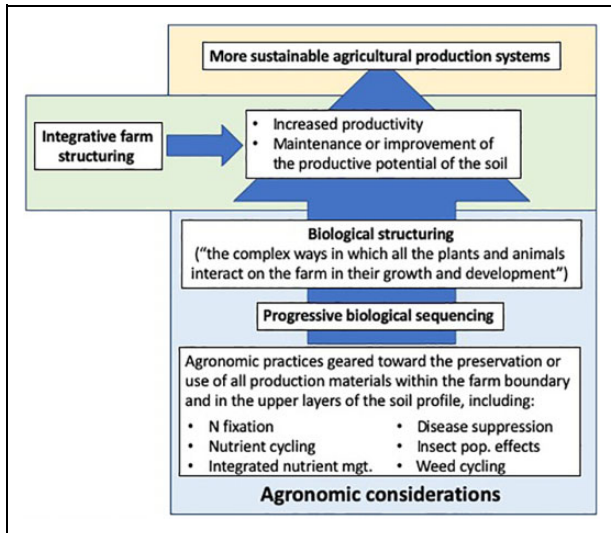 More sustainable agricultural production systems
Integrative farm
structuring
• Increased productivity
• Maintenance or improvement of
the productive potential of the soil
Biological structuring
(“the complex ways in which all the plants and animals
interact on the farm in their growth and development”)
Progressive biological sequencing
Agronomic practices geared toward the preservation or
use of all production materials within the farm boundary
and in the upper layers of the soil profile, including:
• N fixation
• Nutrient cycling
• Integrated nutrient mgt.
• Disease suppression
• Insect pop. effects
• Weed cycling
Agronomic considerations